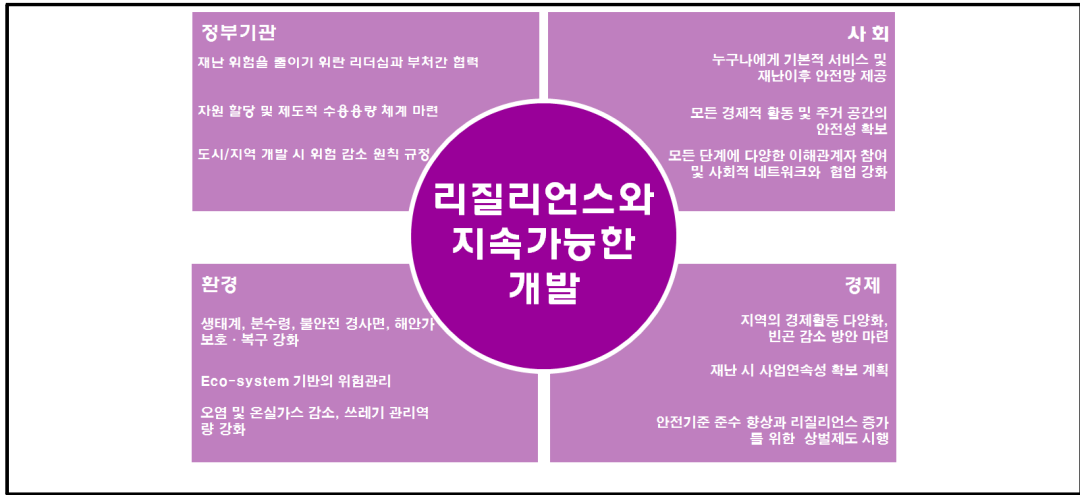 정부기관
재난 위험을 줄이기 위한 리더십과 부처간 협력
자원 할당 및 제도적 수용용량 체계 마련
도시/지역 개발 시 위험 감소 원칙 규정
사 회
누구나에게 기본적 서비스 및
재난이후 안전망 제공
모든 경제적 활동 및 주거 공간의
안전성 확보
모든 단계에 다양한 이해관계자 참여
및 사회적 네트워크와 협업 강화
리질리언스와
지속가능한
개발
환경
생태계, 분수령, 불안전 경사면, 해안가
보호 · 복구 강화
Eco-system 기반의 위험관리
오염 및 온실가스 감소, 쓰레기 관리역
량 강화
경제
지역의 경제활동 다양화,
빈곤 감소 방안 마련
재난 시 사업연속성 확보 계획
안전기준 준수 향상과 리질리언스 증가
를 위한 상벌제도 시행